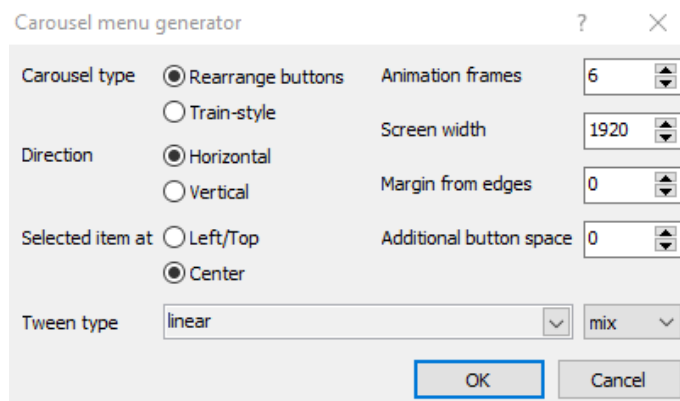 Carousel menu generator ?
Carousel type Rearrange buttons Animation frames 6
Train-style
Screen width 1920
Direction Horizontal
Vertical Margin from edges 0
Selected item at Left/Top Additional button space 0
Center
Tween type linear mix
OK Cancel